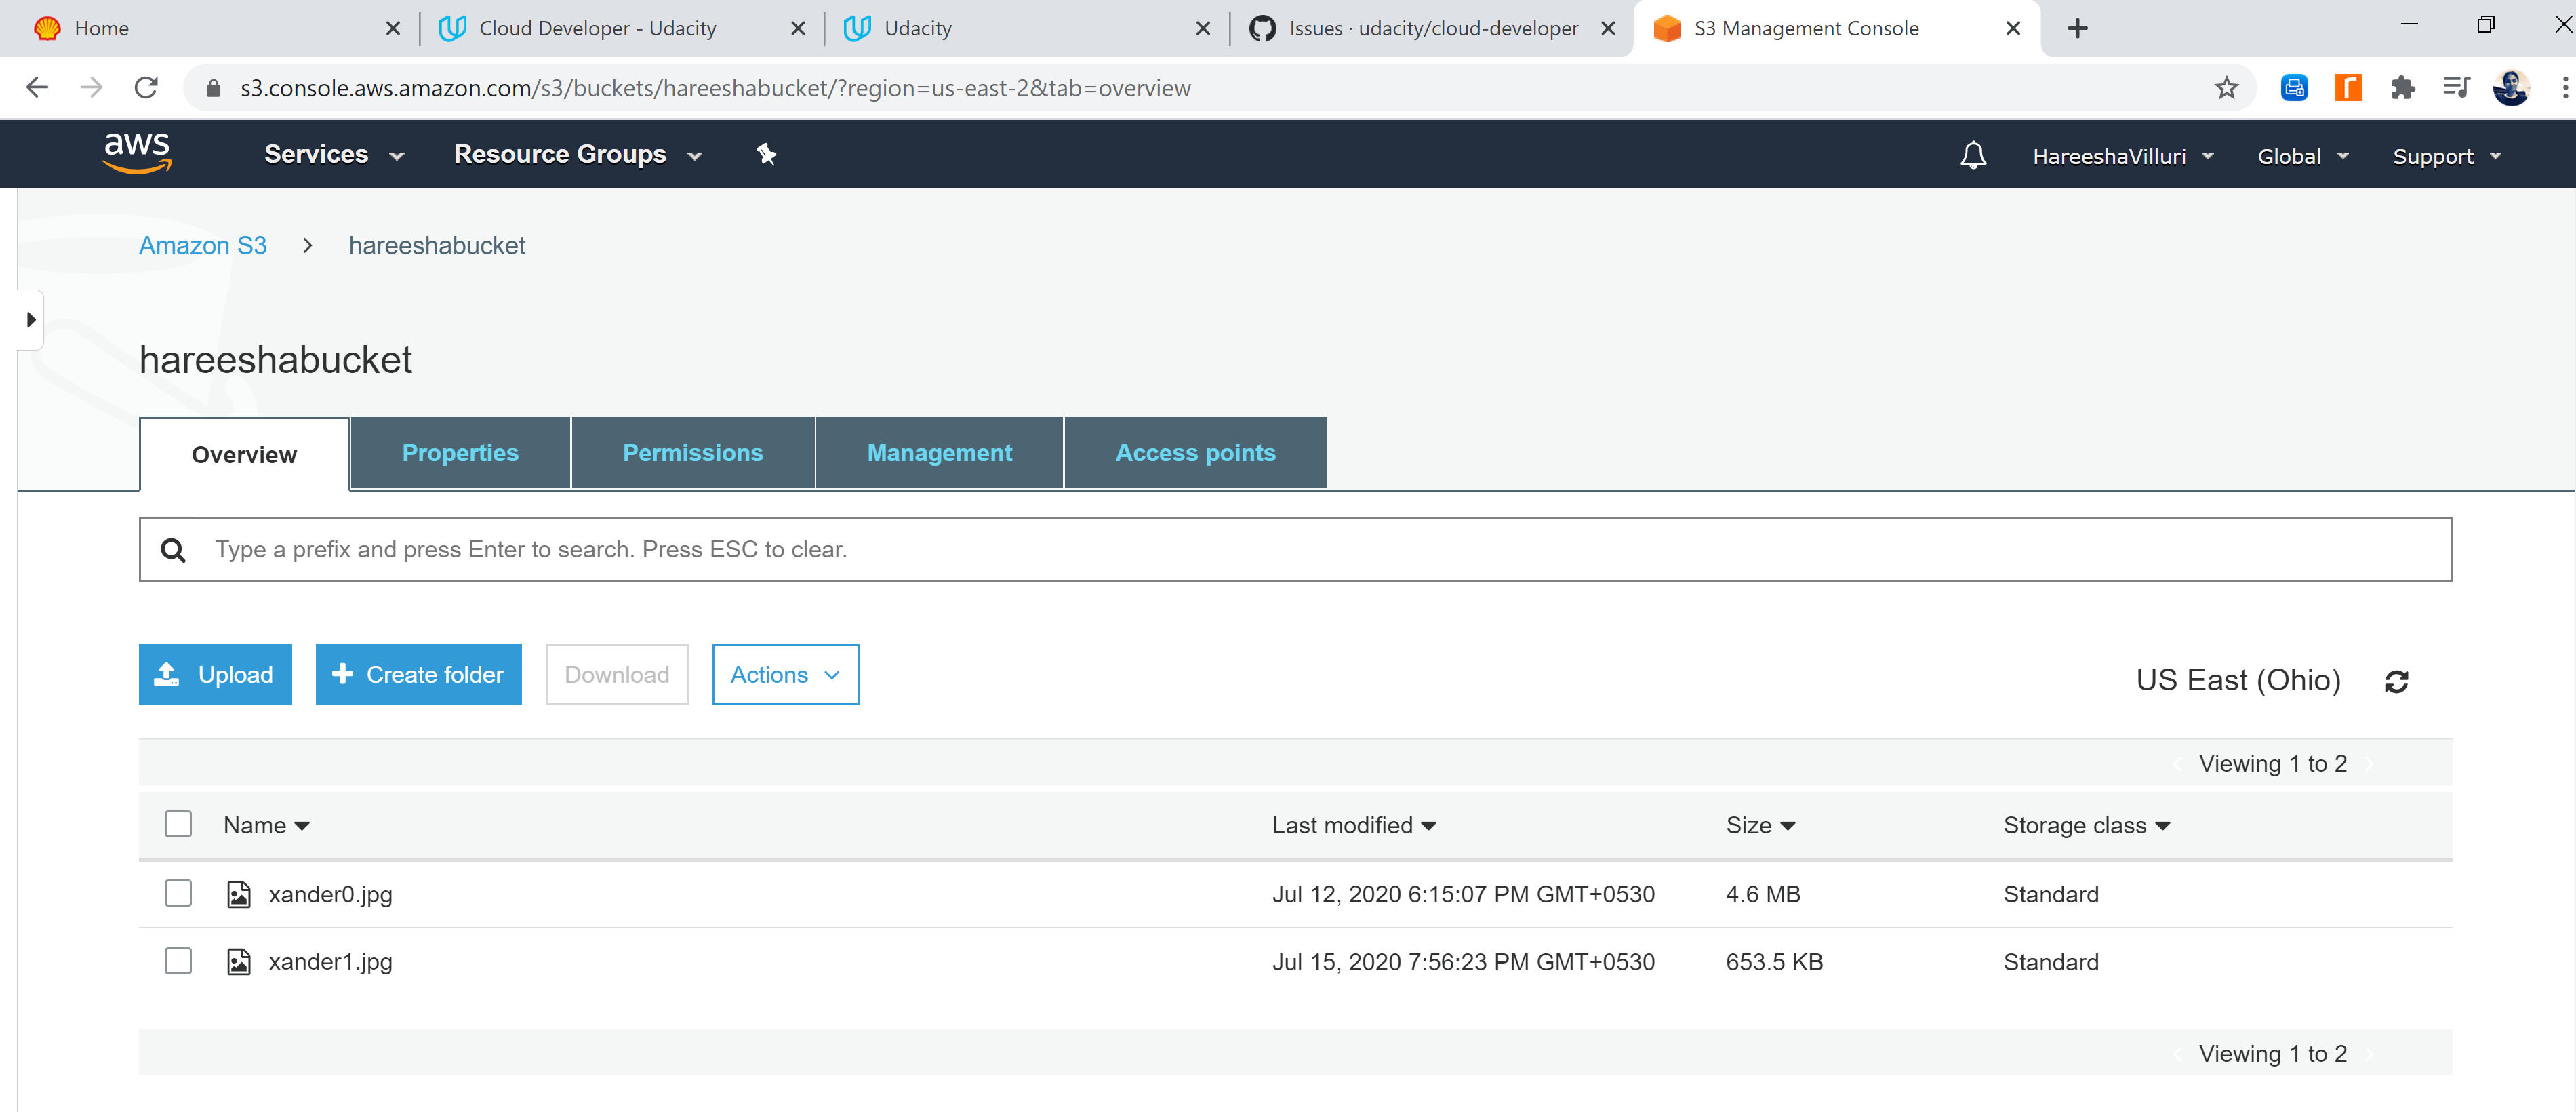 Home
Cloud Developer - Udacity
Udacity
Issues · udacity/cloud-developer
S3 Management Console
s3.console.aws.amazon.com/s3/buckets/hareeshabucket/?region=us-east-2&tab=overview
aws
Services
Resource Groups
HareeshaVilluri
Global
Support
Amazon S3 > hareeshabucket
hareeshabucket
Overview
Properties
Permissions
Management
Access points
Type a prefix and press Enter to search. Press ESC to clear.
Upload
+ Create folder
Download
Actions
US East (Ohio)
Viewing 1 to 2
Name Last modified Size Storage class
xander0.jpg Jul 12, 2020 6:15:07 PM GMT+0530 4.6 MB Standard
xander1.jpg Jul 15, 2020 7:56:23 PM GMT+0530 653.5 KB Standard
Viewing 1 to 2